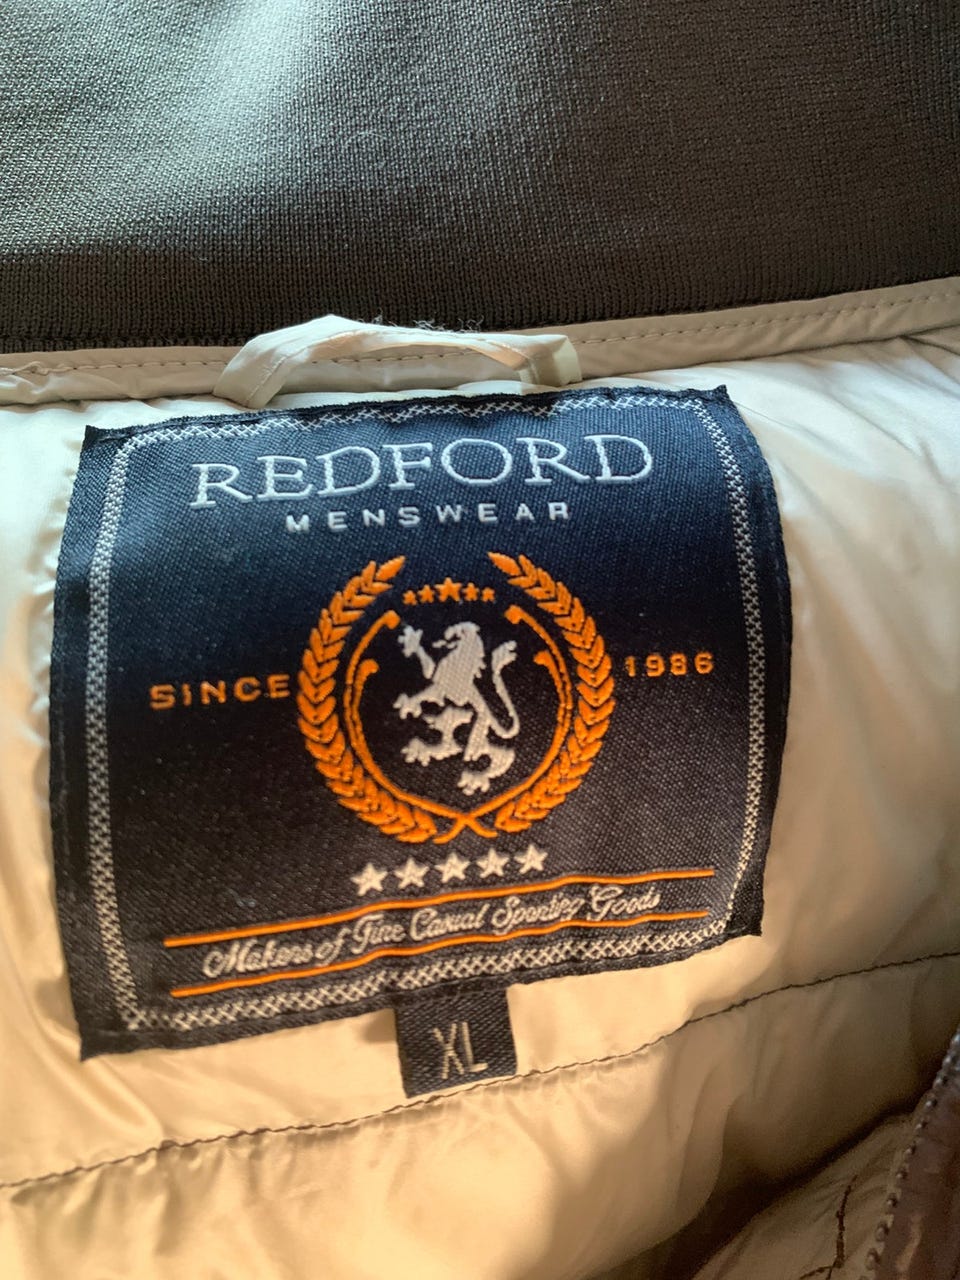 REDFORD
MENSWEAR
SINCE 1986
Makers of Fine Casual Sporting Goods
XL